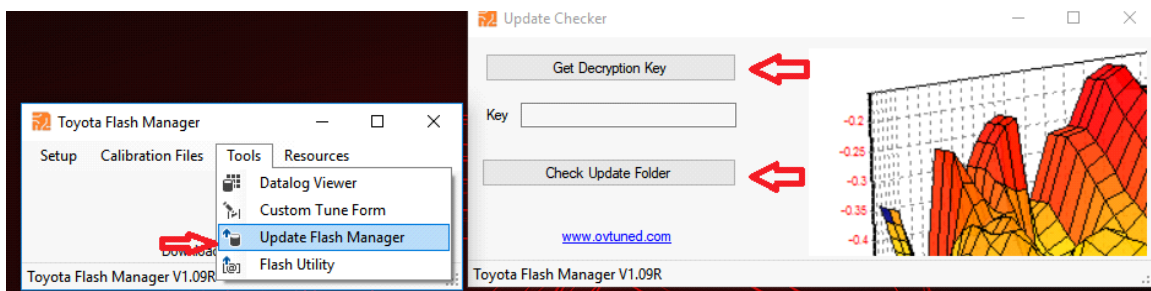 Update Checker
Get Decryption Key
Key
Check Update Folder
www.ovtuned.com
Toyota Flash Manager V1.09R
-0.2
-0.25
-0.3
-0.35
-0.4
Toyota Flash Manager
Setup Calibration Files Tools Resources
Datalog Viewer
Custom Tune Form
Update Flash Manager
Flash Utility
Toyota Flash Manager V1.09R